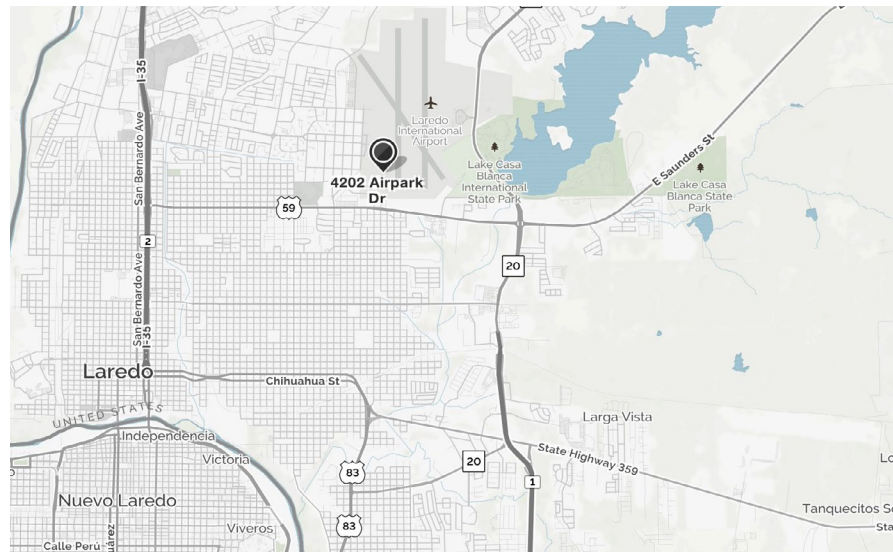 I-35
San Bernardo Ave
Laredo
International
Airport
4202 Airpark
Dr
59
Lake Casa
Blanca
International
State Park
E Saunders St
Lake Casa
Blanca State
Park
2
20
San Bernardo Ave
I-35
Laredo
Chihuahua St
UNITED STATES
Independencia
Victoria
Larga Vista
State Highway 359
83
20
1
Nuevo Laredo
Viveros
83
Calle Perú
Tanquecitos